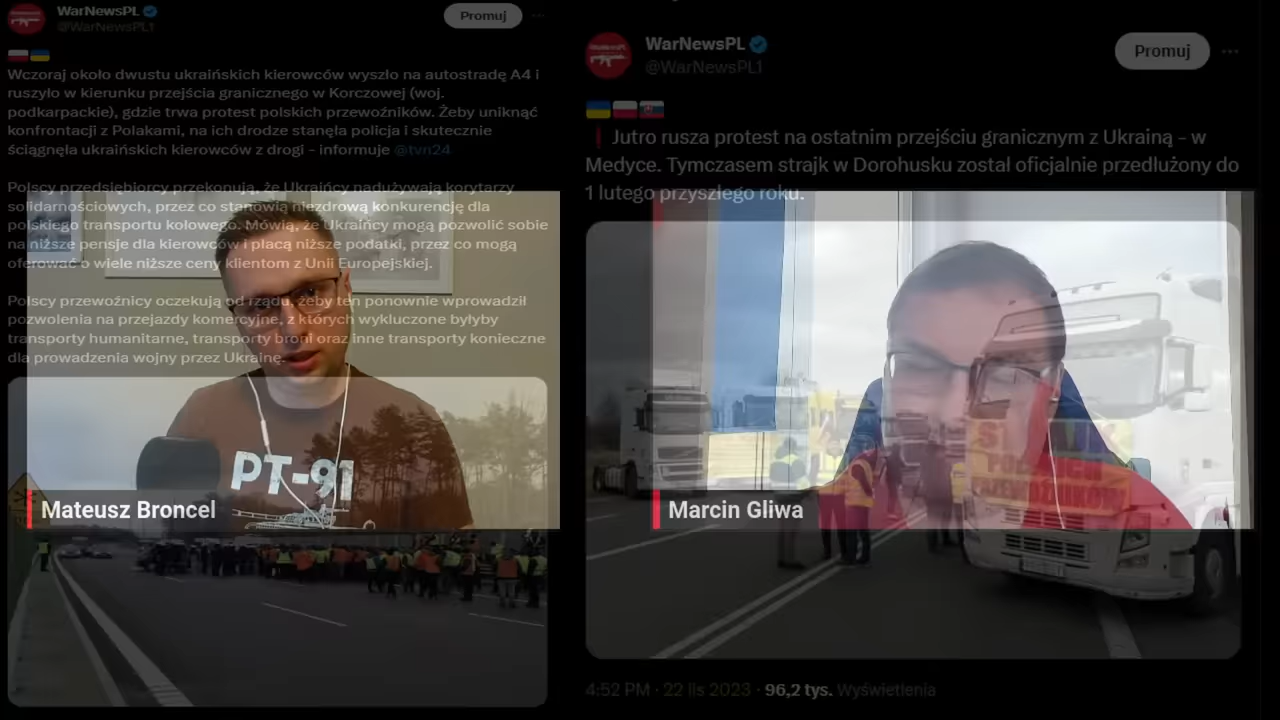 WarNewsPL
@WarNewsPL1
Promuj
Wczoraj około dwustu ukraińskich kierowców wyszło na autostradę A4 i
ruszyło w kierunku przejścia granicznego w Korczowej (woj.
podkarpackie), gdzie trwa protest polskich przewoźników. Żeby uniknąć
konfrontacji z Polakami, na ich drodze stanęła policja i skutecznie
ściągnęła ukraińskich kierowców z drogi - informuje @tvn24
Polscy przedsiębiorcy przekonują, że Ukraińcy nadużywają korytarzy
solidarnościowych, przez co stanowią niezdrową konkurencję dla
polskiego transportu kołowego. Mówią, że Ukraińcy mogą pozwolić sobie
na niższe pensje dla kierowców i płacą niższe podatki, przez co mogą
oferować o wiele niższe ceny klientom z Unii Europejskiej.
Polscy przewoźnicy oczekują od rządu, żeby ten ponownie wprowadził
pozwolenia na przejazdy komercyjne, z których wykluczone byłyby
transporty humanitarne, transporty broni oraz inne transporty konieczne
dla prowadzenia wojny przez Ukrainę.
PT-91
Mateusz Broncel
WarNewsPL
@WarNewsPL1
Promuj
Jutro rusza protest na ostatnim przejściu granicznym z Ukrainą - w
Medyce. Tymczasem strajk w Dorohusku został oficjalnie przedłużony do
1 lutego przyszłego roku.
Marcin Gliwa
4:52 PM · 22 lis 2023 · 96,2 tys. Wyświetlenia